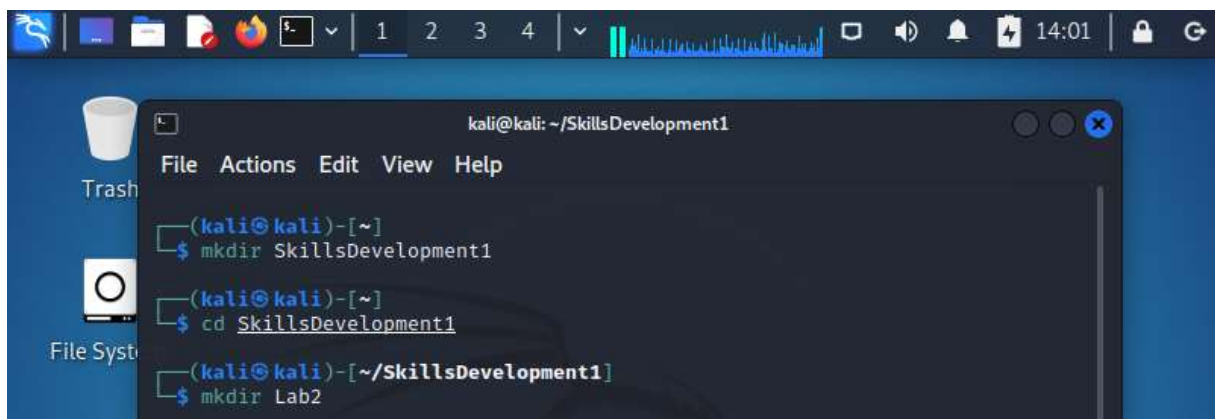 1 2 3 4 14:01
kali@kali: ~/SkillsDevelopment1
File Actions Edit View Help
Trash
┌──(kali㉿kali)-[~]
└─$ mkdir SkillsDevelopment1
┌──(kali㉿kali)-[~]
└─$ cd SkillsDevelopment1
File Syst
┌──(kali㉿kali)-[~/SkillsDevelopment1]
└─$ mkdir Lab2